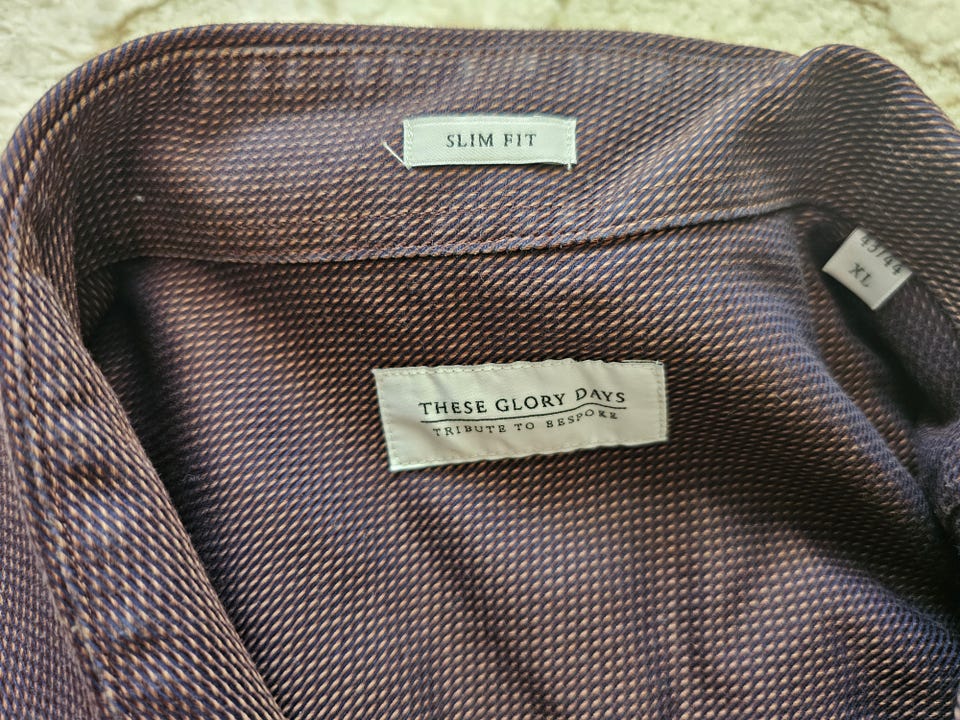 SLIM FIT
43/44
XL
THESE GLORY DAYS
TRIBUTE TO BESPOKE